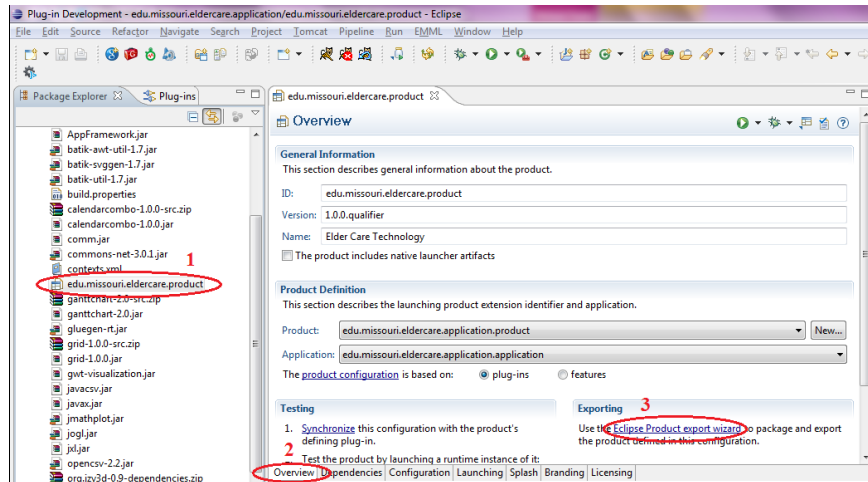 Plug-in Development - edu.missouri.eldercare.application/edu.missouri.eldercare.product - Eclipse
File Edit Source Refactor Navigate Search Project Tomcat Pipeline Run EMML Window Help
Package Explorer Plug-ins
edu.missouri.eldercare.product
AppFramework.jar
batik-awt-util-1.7.jar
batik-svggen-1.7.jar
batik-util-1.7.jar
build.properties
calendarcombo-1.0.0-src.zip
calendarcombo-1.0.0.jar
comm.jar
commons-net-3.0.1.jar
1
contexts.xml
edu.missouri.eldercare.product
ganttchart-2.0-src.zip
ganttchart-2.0.jar
gluegen-rt.jar
grid-1.0.0-src.zip
grid-1.0.0.jar
gwt-visualization.jar
javacsv.jar
javax.jar
jmathplot.jar
jogl.jar
jxl.jar
opencsv-2.2.jar
org.jzy3d-0.9-dependencies.zip
Overview
General Information
This section describes general information about the product.
ID: edu.missouri.eldercare.product
Version: 1.0.0.qualifier
Name: Elder Care Technology
The product includes native launcher artifacts
Product Definition
This section describes the launching product extension identifier and application.
Product: edu.missouri.eldercare.application.product New...
Application: edu.missouri.eldercare.application.application
The product configuration is based on: plug-ins features
Testing
1. Synchronize this configuration with the product's
defining plug-in.
2
Test the product by launching a runtime instance of it:
Exporting
3
Use the Eclipse Product export wizard to package and export
the product defined in this configuration.
Overview Dependencies Configuration Launching Splash Branding Licensing